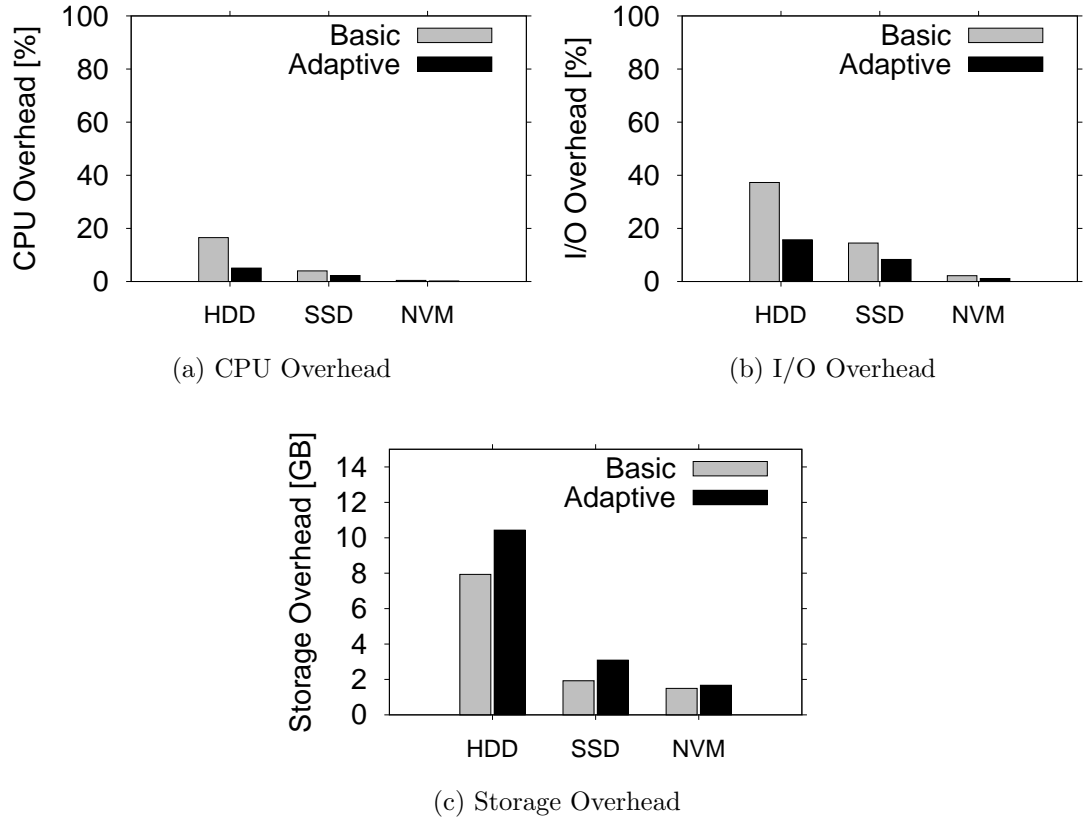 CPU Overhead [%]
100
80
60
40
20
0
Basic
Adaptive
HDD SSD NVM
(a) CPU Overhead
I/O Overhead [%]
100
80
60
40
20
0
Basic
Adaptive
HDD SSD NVM
(b) I/O Overhead
Storage Overhead [GB]
14
12
10
8
6
4
2
0
Basic
Adaptive
HDD SSD NVM
(c) Storage Overhead